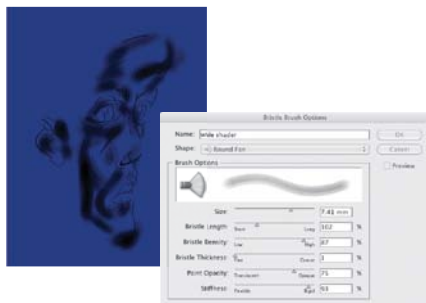 Bristle Brush Options
Name: wide shader
OK
Shape: Round Fan
Cancel
Brush Options
Preview
Size: 7.41 mm
Bristle Length: Short Long 102 %
Bristle Density: Low High 87 %
Bristle Thickness: Fine Coarse 1 %
Paint Opacity: Translucent Opaque 75 %
Stiffness: Flexible Rigid 93 %